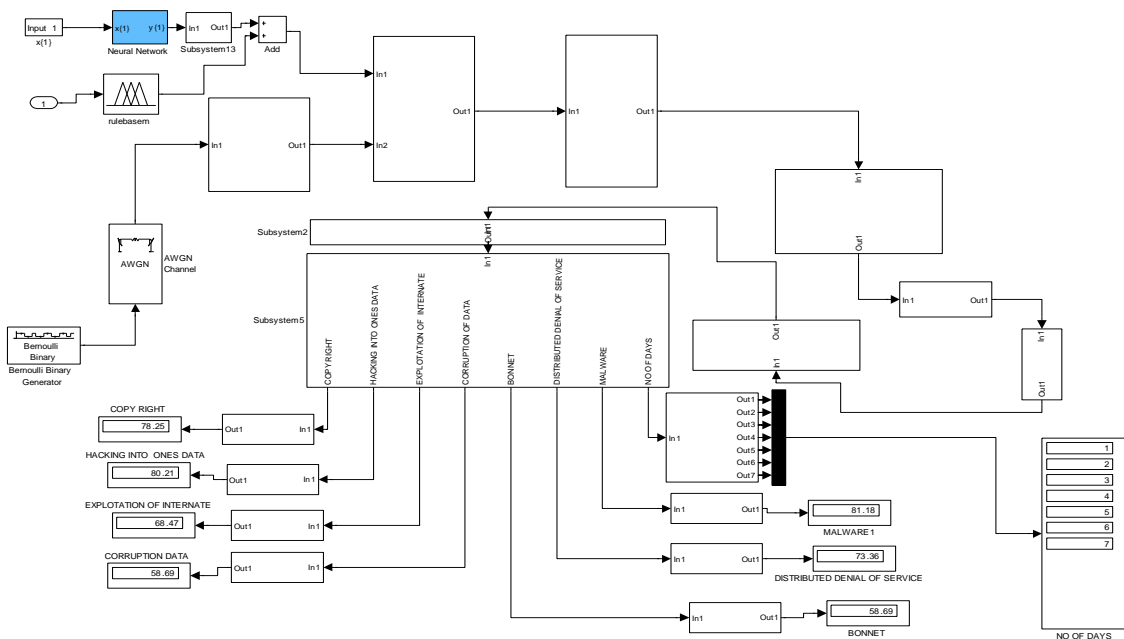 Input 1
x{1}
x{1} y{1}
Neural Network
In1 Out1
Subsystem13
+
+
Add
1
rulebasem
In1 Out1
In1
In2
Out1
In1 Out1
In1
Out1
In1 Out1
In1
Out1
Out1
In1
AWGN
AWGN
Channel
Bernoulli
Binary
Bernoulli Binary
Generator
Subsystem2
In1
Out1
Subsystem5
In1
COPY RIGHT
HACKING INTO ONES DATA
EXPLOTATION OF INTERNATE
CORRUPTION OF DATA
BONNET
DISTRIBUTED DENIAL OF SERVICE
MALWARE
NO OF DAYS
COPY RIGHT
78.25
Out1 In1
HACKING INTO ONES DATA
80.21
Out1 In1
EXPLOTATION OF INTERNATE
68.47
Out1 In1
CORRUPTION DATA
58.69
Out1 In1
In1
Out1
Out2
Out3
Out4
Out5
Out6
Out7
In1 Out1
81.18
MALWARE1
In1 Out1
73.36
DISTRIBUTED DENIAL OF SERVICE
In1 Out1
58.69
BONNET
1
2
3
4
5
6
7
NO OF DAYS